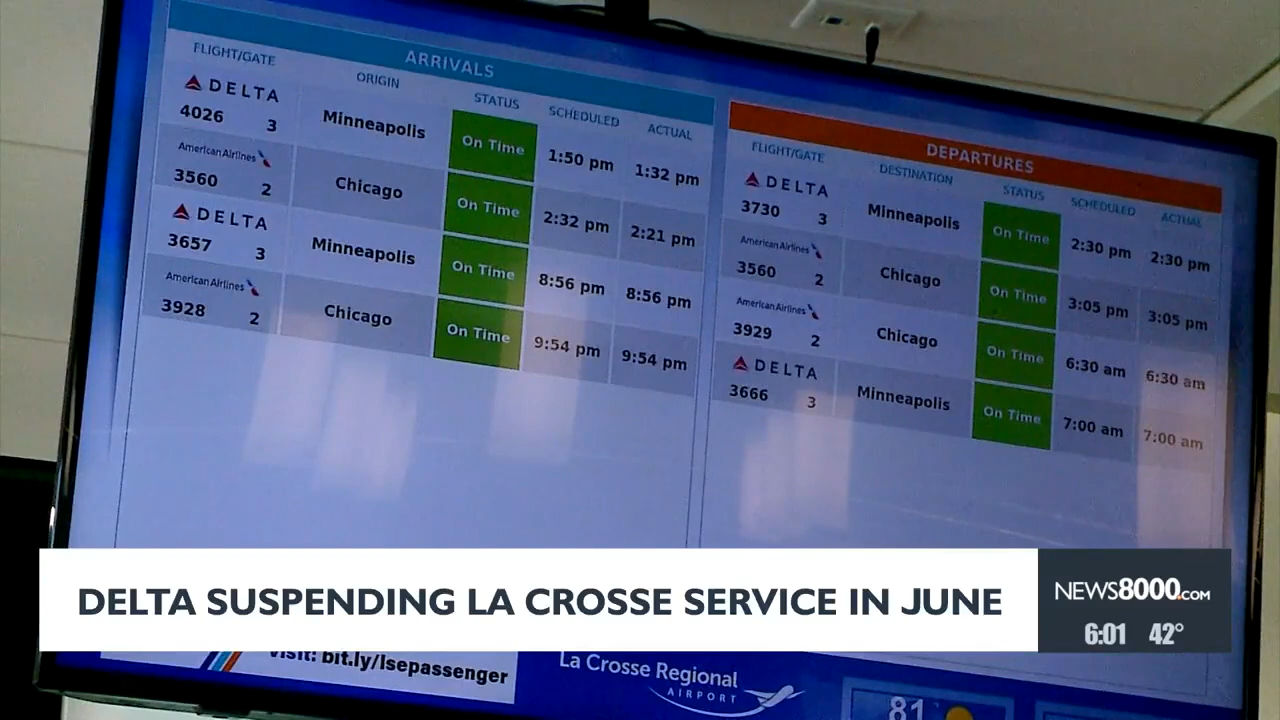 ARRIVALS
FLIGHT/GATE ORIGIN STATUS SCHEDULED ACTUAL
DELTA
4026 3 Minneapolis On Time 1:50 pm 1:32 pm
American Airlines
3560 2 Chicago On Time 2:32 pm 2:21 pm
DELTA
3657 3 Minneapolis On Time 8:56 pm 8:56 pm
American Airlines
3928 2 Chicago On Time 9:54 pm 9:54 pm
DEPARTURES
FLIGHT/GATE DESTINATION STATUS SCHEDULED ACTUAL
DELTA
3730 3 Minneapolis On Time 2:30 pm 2:30 pm
American Airlines
3560 2 Chicago On Time 3:05 pm 3:05 pm
American Airlines
3929 2 Chicago On Time 6:30 am 6:30 am
DELTA
3666 3 Minneapolis On Time 7:00 am 7:00 am
DELTA SUSPENDING LA CROSSE SERVICE IN JUNE
NEWS8000.COM
6:01 42°
visit: bit.ly/lsepassenger
La Crosse Regional
AIRPORT
81